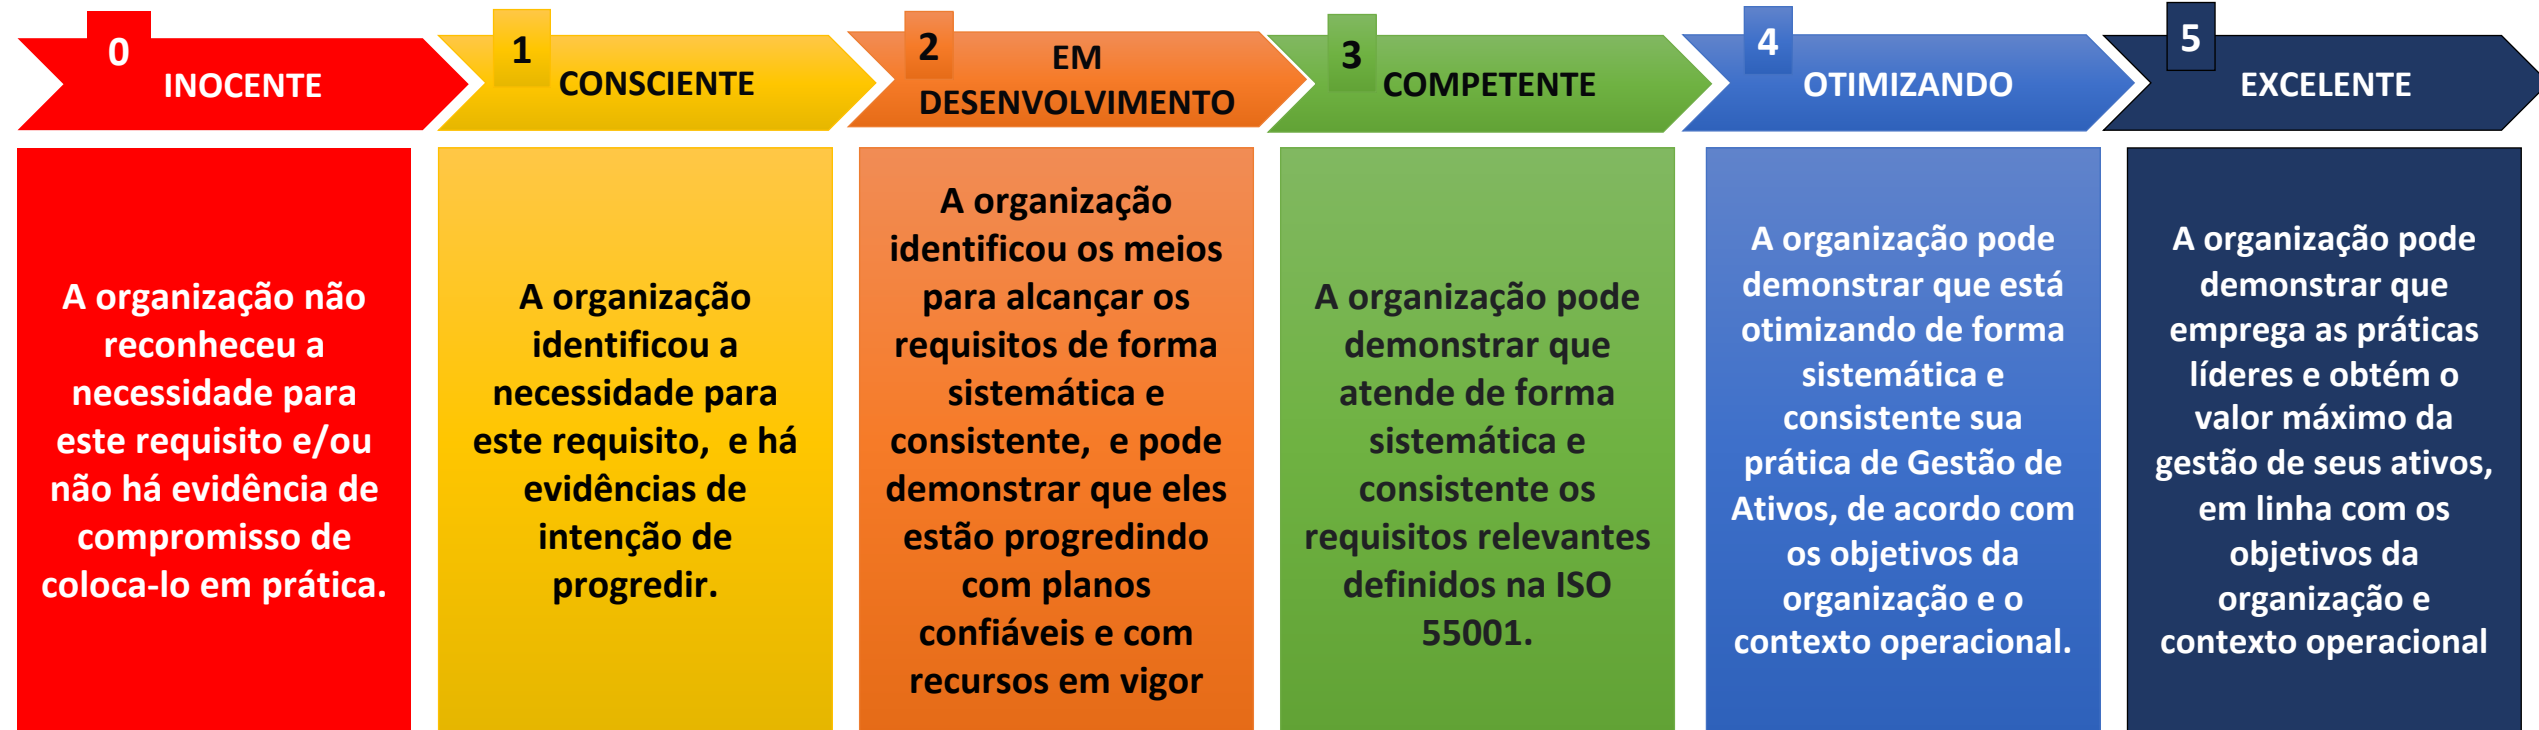 0
INOCENTE
1
CONSCIENTE
2
EM
DESENVOLVIMENTO
3
COMPETENTE
4
OTIMIZANDO
5
EXCELENTE
A organização não
reconheceu a
necessidade para
este requisito e/ou
não há evidência de
compromisso de
coloca-lo em prática.
A organização
identificou a
necessidade para
este requisito,  e há
evidências de
intenção de
progredir.
A organização
identificou os meios
para alcançar os
requisitos de forma
sistemática e
consistente,  e pode
demonstrar que eles
estão progredindo
com planos
confiáveis e com
recursos em vigor
A organização pode
demonstrar que
atende de forma
sistemática e
consistente os
requisitos relevantes
definidos na ISO
55001.
A organização pode
demonstrar que está
otimizando de forma
sistemática e
consistente sua
prática de Gestão de
Ativos, de acordo com
os objetivos da
organização e o
contexto operacional.
A organização pode
demonstrar que
emprega as práticas
líderes e obtém o
valor máximo da
gestão de seus ativos,
em linha com os
objetivos da
organização e
contexto operacional